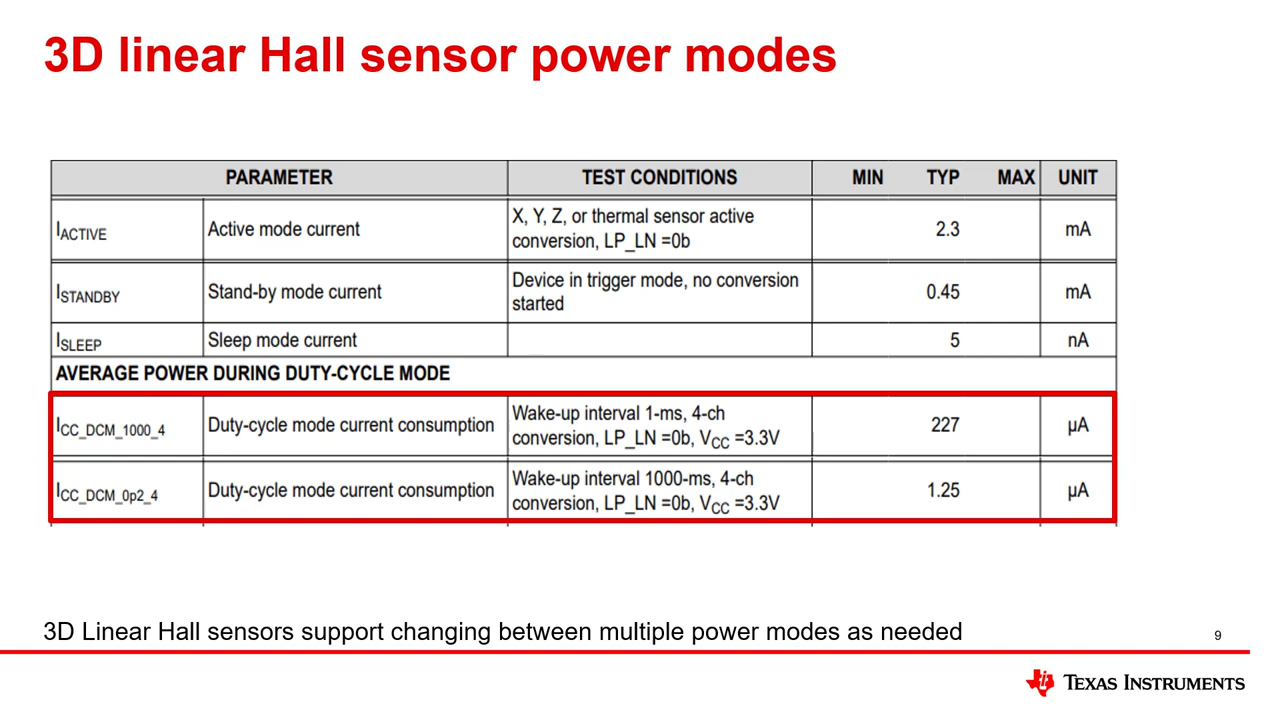 3D linear Hall sensor power modes
PARAMETER TEST CONDITIONS MIN TYP MAX UNIT
IACTIVE Active mode current X, Y, Z, or thermal sensor active
conversion, LP_LN =0b 2.3 mA
ISTANDBY Stand-by mode current Device in trigger mode, no conversion
started 0.45 mA
ISLEEP Sleep mode current 5 nA
AVERAGE POWER DURING DUTY-CYCLE MODE
ICC_DCM_1000_4 Duty-cycle mode current consumption Wake-up interval 1-ms, 4-ch
conversion, LP_LN =0b, VCC =3.3V 227 µA
ICC_DCM_0p2_4 Duty-cycle mode current consumption Wake-up interval 1000-ms, 4-ch
conversion, LP_LN =0b, VCC =3.3V 1.25 µA
3D Linear Hall sensors support changing between multiple power modes as needed
9
TEXAS INSTRUMENTS